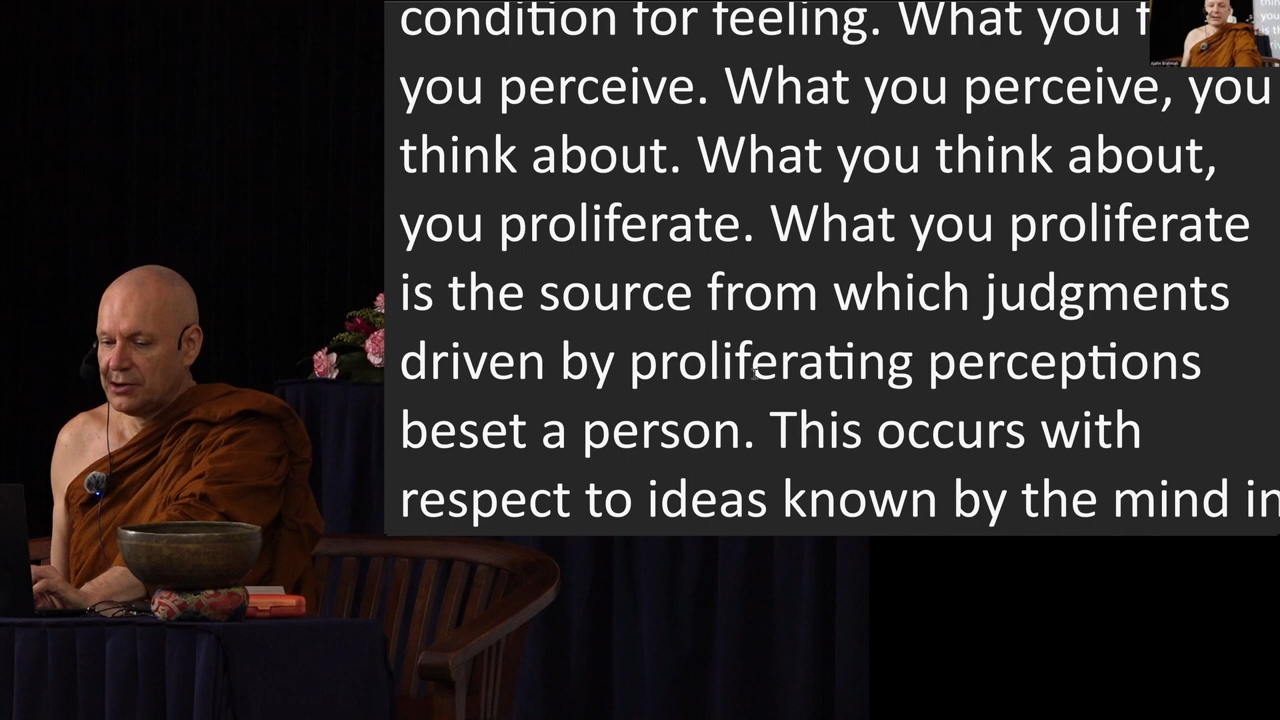 condition for feeling. What you f
you perceive. What you perceive, you
think about. What you think about,
you proliferate. What you proliferate
is the source from which judgments
driven by proliferating perceptions
beset a person. This occurs with
respect to ideas known by the mind in